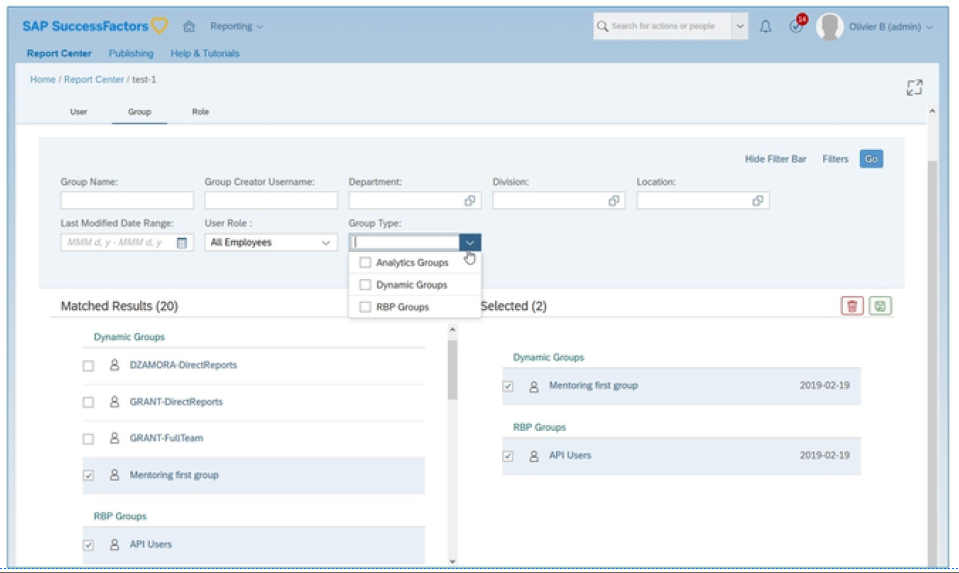 SAP SuccessFactors Reporting Search for actions or people 14 Olivier B (admin)
Report Center Publishing Help & Tutorials
Home / Report Center / test-1
User Group Role
Hide Filter Bar Filters Go
Group Name: Group Creator Username: Department: Division: Location:
Last Modified Date Range: User Role : Group Type:
MMM d, y - MMM d, y All Employees
Analytics Groups
Dynamic Groups
RBP Groups
Matched Results (20) Selected (2)
Dynamic Groups
DZAMORA-DirectReports
GRANT-DirectReports
GRANT-FullTeam
Mentoring first group
RBP Groups
API Users
Dynamic Groups
Mentoring first group 2019-02-19
RBP Groups
API Users 2019-02-19